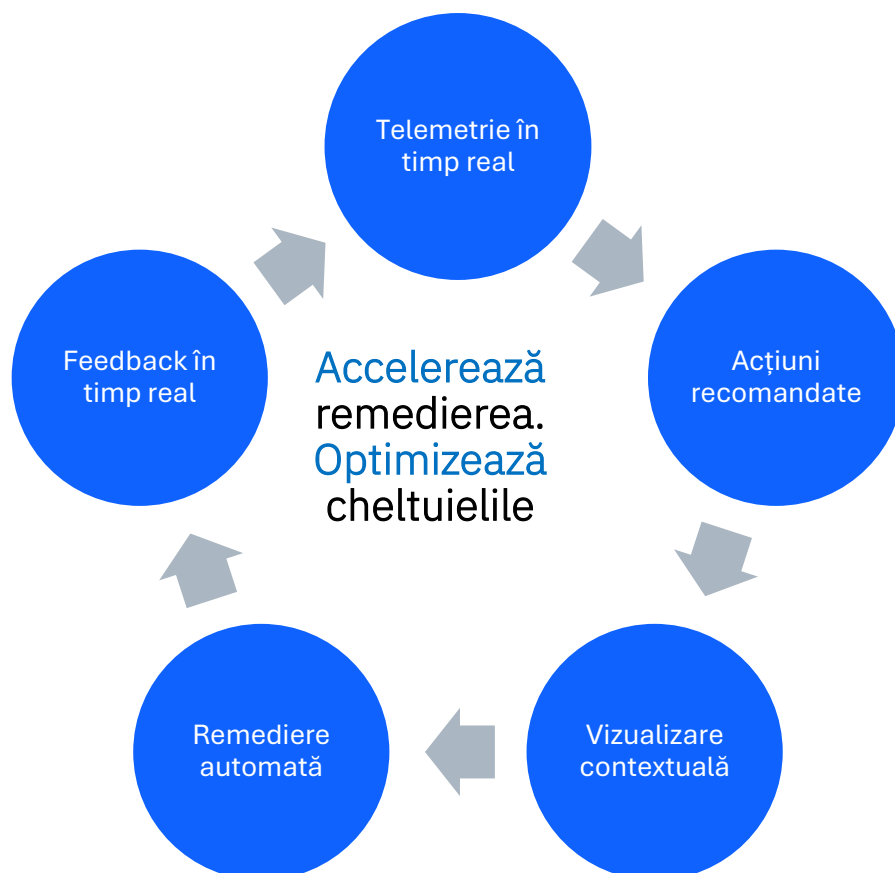 Telemetrie în
timp real
Acțiuni
recomandate
Vizualizare
contextuală
Remediere
automată
Feedback în
timp real
Accelerează
remedierea.
Optimizează
cheltuielile